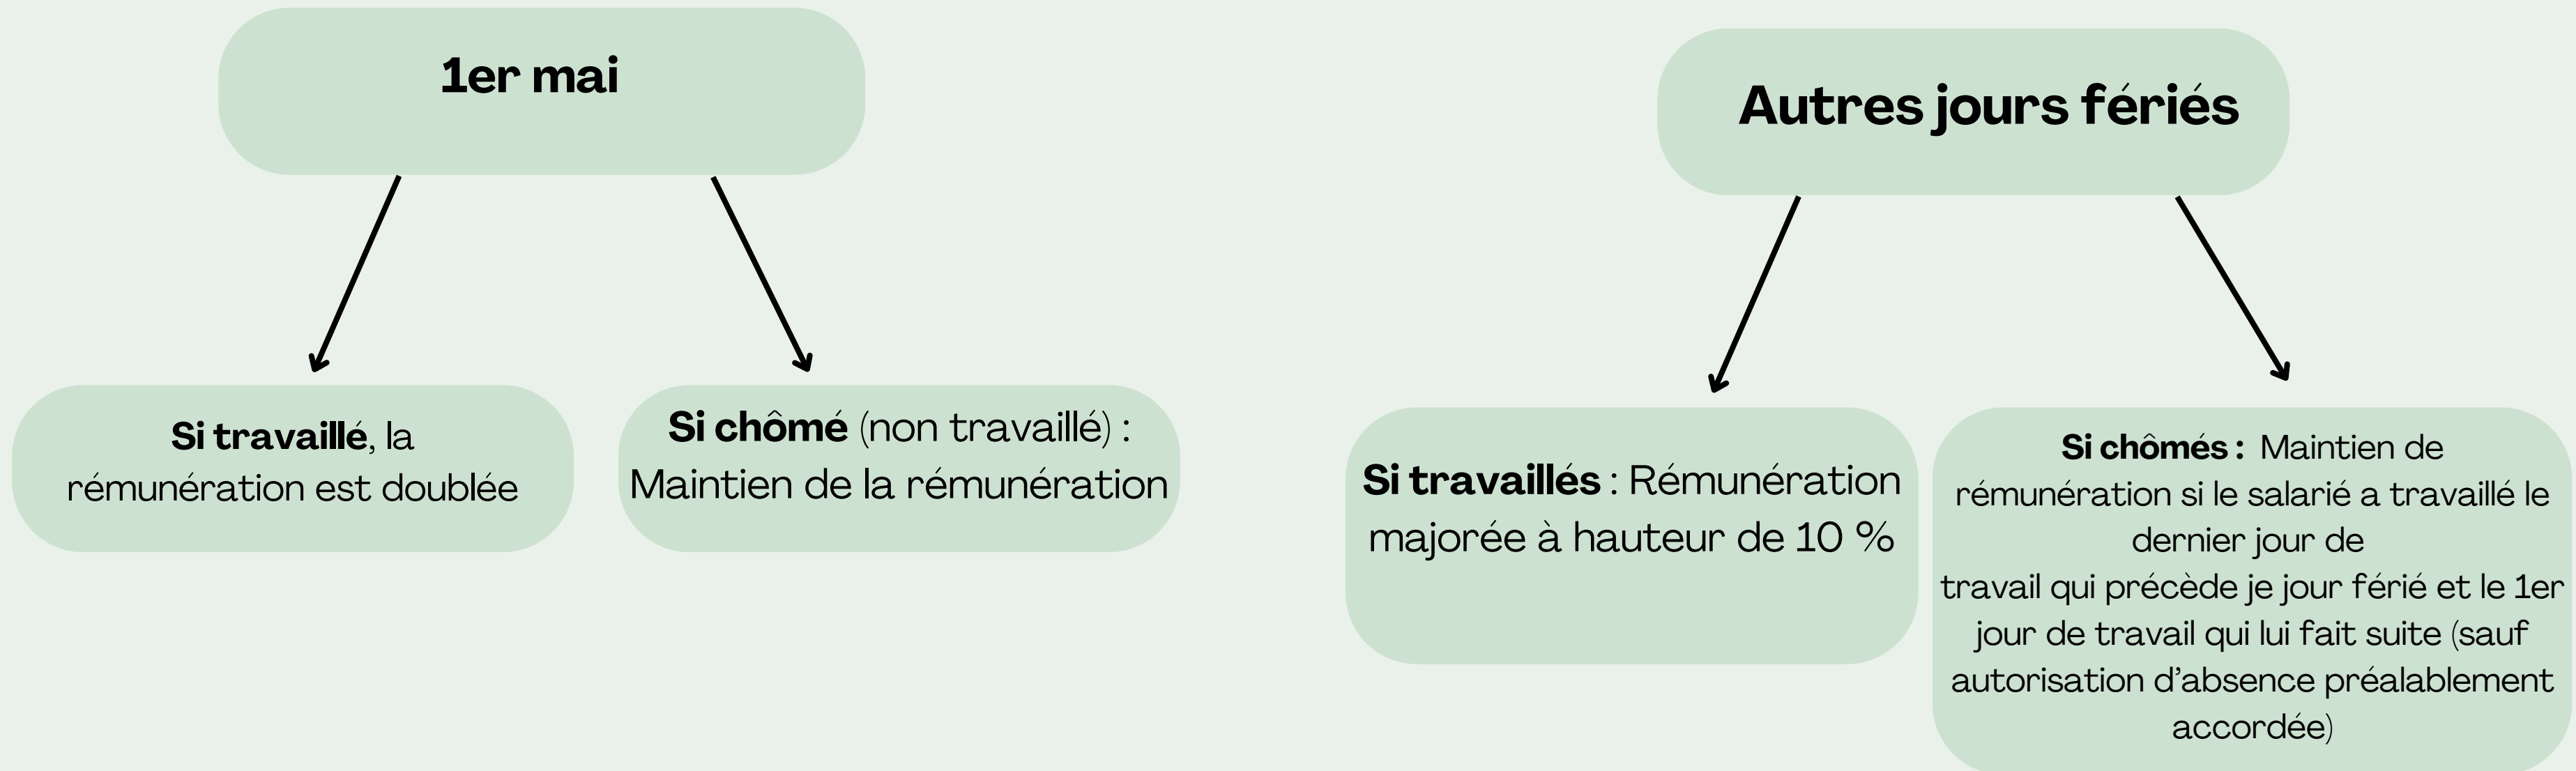 1er mai
Autres jours fériés
Si travaillé, la
rémunération est doublée
Si chômé (non travaillé) :
Maintien de la rémunération
Si travaillés : Rémunération
majorée à hauteur de 10 %
Si chômés : Maintien de
rémunération si le salarié a travaillé le
dernier jour de
travail qui précède je jour férié et le 1er
jour de travail qui lui fait suite (sauf
autorisation d’absence préalablement
accordée)